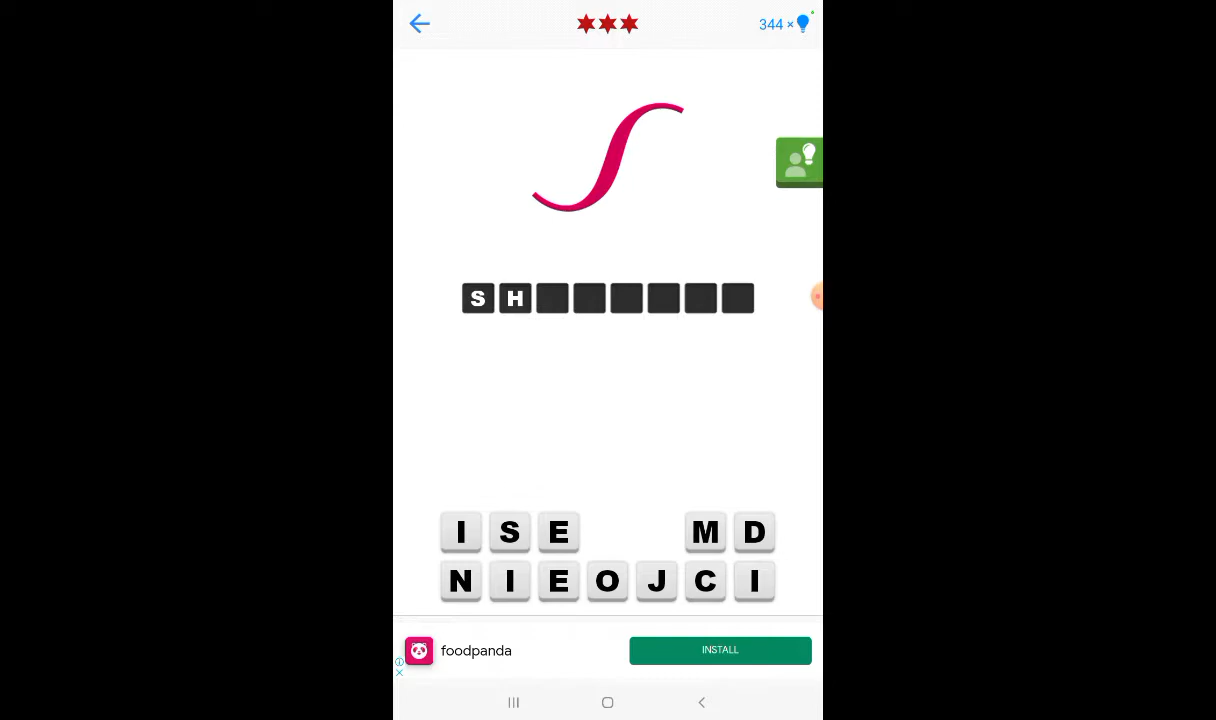 344 ×
S H
I S E M D
N I E O J C I
foodpanda
INSTALL